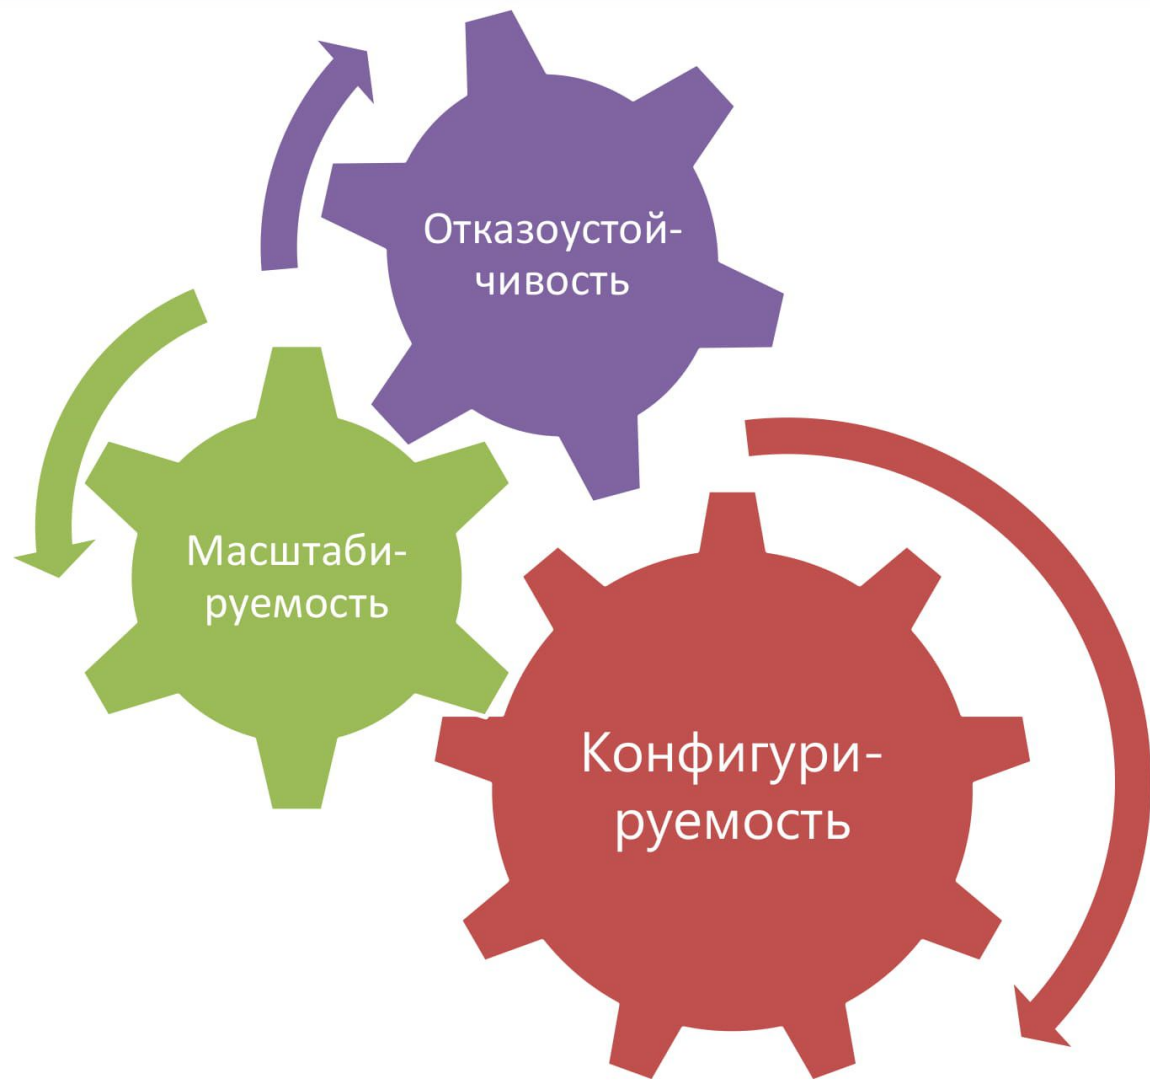 Отказоустой-
чивость
Масштаби-
руемость
Конфигури-
руемость